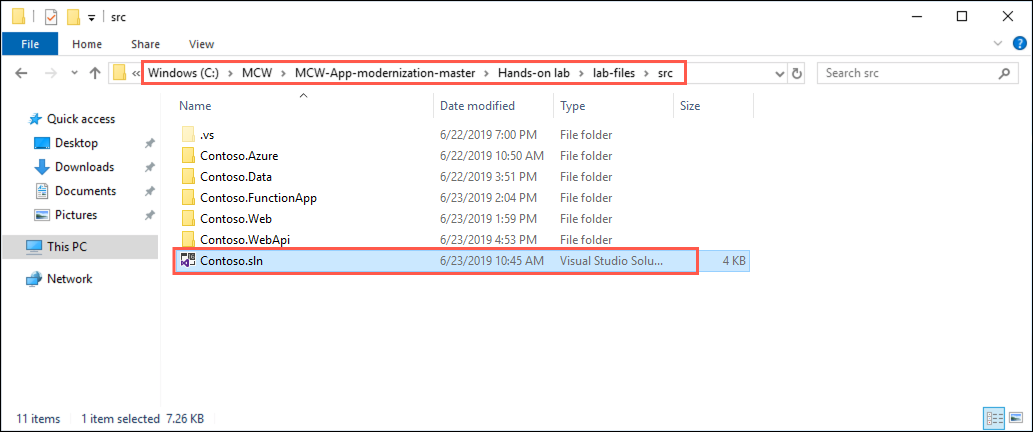 src
File Home Share View
« Windows (C:) > MCW > MCW-App-modernization-master > Hands-on lab > lab-files > src Search src
Name Date modified Type Size
Quick access
Desktop
Downloads
Documents
Pictures
This PC
Network
.vs 6/22/2019 7:00 PM File folder
Contoso.Azure 6/22/2019 10:50 AM File folder
Contoso.Data 6/22/2019 3:51 PM File folder
Contoso.FunctionApp 6/23/2019 2:04 PM File folder
Contoso.Web 6/23/2019 1:59 PM File folder
Contoso.WebApi 6/23/2019 4:53 PM File folder
Contoso.sln 6/23/2019 10:45 AM Visual Studio Solu... 4 KB
11 items 1 item selected 7.26 KB